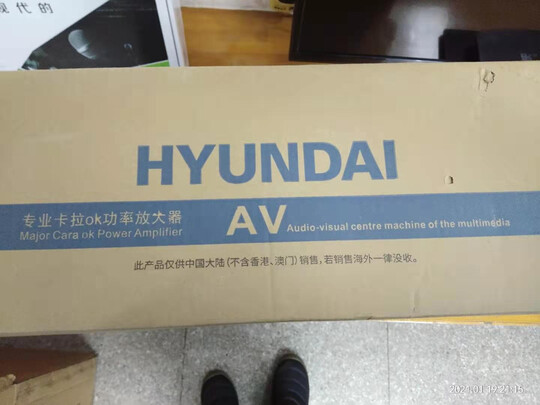 现代的
HYUNDAI
专业卡拉ok功率放大器
Major Cara ok Power Amplifier
AV
Audio-visual centre machine of the multimedia
此产品仅供中国大陆(不含香港、澳门)销售,若销售海外一律没收。